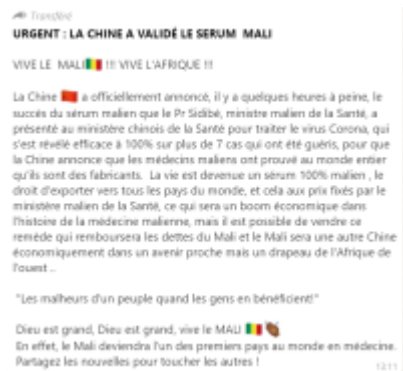 Transféré
URGENT : LA CHINE A VALIDÉ LE SERUM MALI
VIVE LE MALI🇲🇱 !!! VIVE L'AFRIQUE !!!
La Chine 🇨🇳 a officiellement annoncé, il y a quelques heures à peine, le
succès du sérum malien que le Pr Sidibé, ministre malien de la Santé, a
présenté au ministère chinois de la Santé pour traiter le virus Corona, qui
s'est révélé efficace à 100% sur plus de 7 cas qui ont été guéris, pour que
la Chine annonce que les médecins maliens ont prouvé au monde entier
qu'ils sont des fabricants. La vie est devenue un sérum 100% malien , le
droit d'exporter vers tous les pays du monde, et cela aux prix fixés par le
ministère malien de la Santé, ce qui sera un boom économique dans
l'histoire de la médecine malienne, mais il est possible de vendre ce
remède qui remboursera les dettes du Mali et le Mali sera une autre Chine
économiquement dans un avenir proche mais un drapeau de l'Afrique de
l'ouest ..
"Les malheurs d'un peuple quand les gens en bénéficient!"
Dieu est grand, Dieu est grand, vive le MALI 🇲🇱
En effet, le Mali deviendra l'un des premiers pays au monde en médecine.
Partagez les nouvelles pour toucher les autres !
13:11